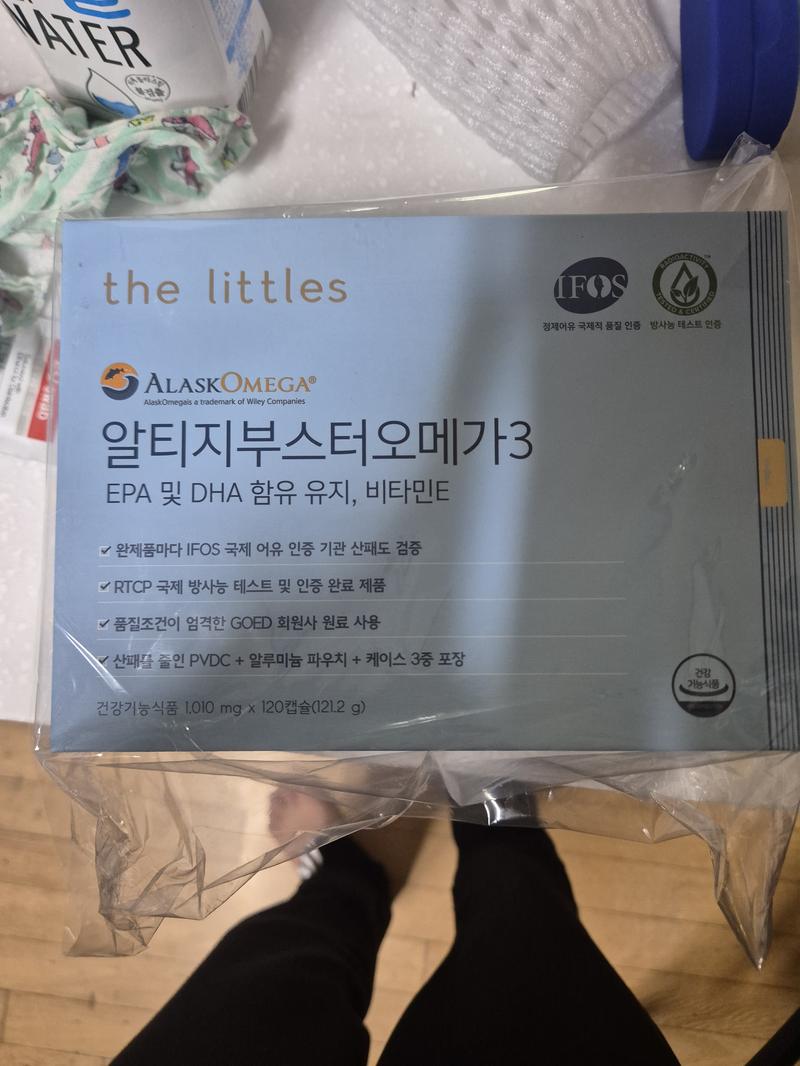 WATER
the littles
IFOS
정제어유 국제적 품질 인증
RADIOACTIVITY
TESTED & CERTIFIED
방사능 테스트 인증
ALASKOMEGA®
AlaskOmegais a trademark of Wiley Companies
알티지부스터오메가3
EPA 및 DHA 함유 유지, 비타민E
완제품마다 IFOS 국제 어유 인증 기관 산패도 검증
RTCP 국제 방사능 테스트 및 인증 완료 제품
품질조건이 엄격한 GOED 회원사 원료 사용
산패를 줄인 PVDC + 알루미늄 파우치 + 케이스 3중 포장
건강기능식품 1,010 mg x 120캡슐(121.2 g)
건강
기능식품